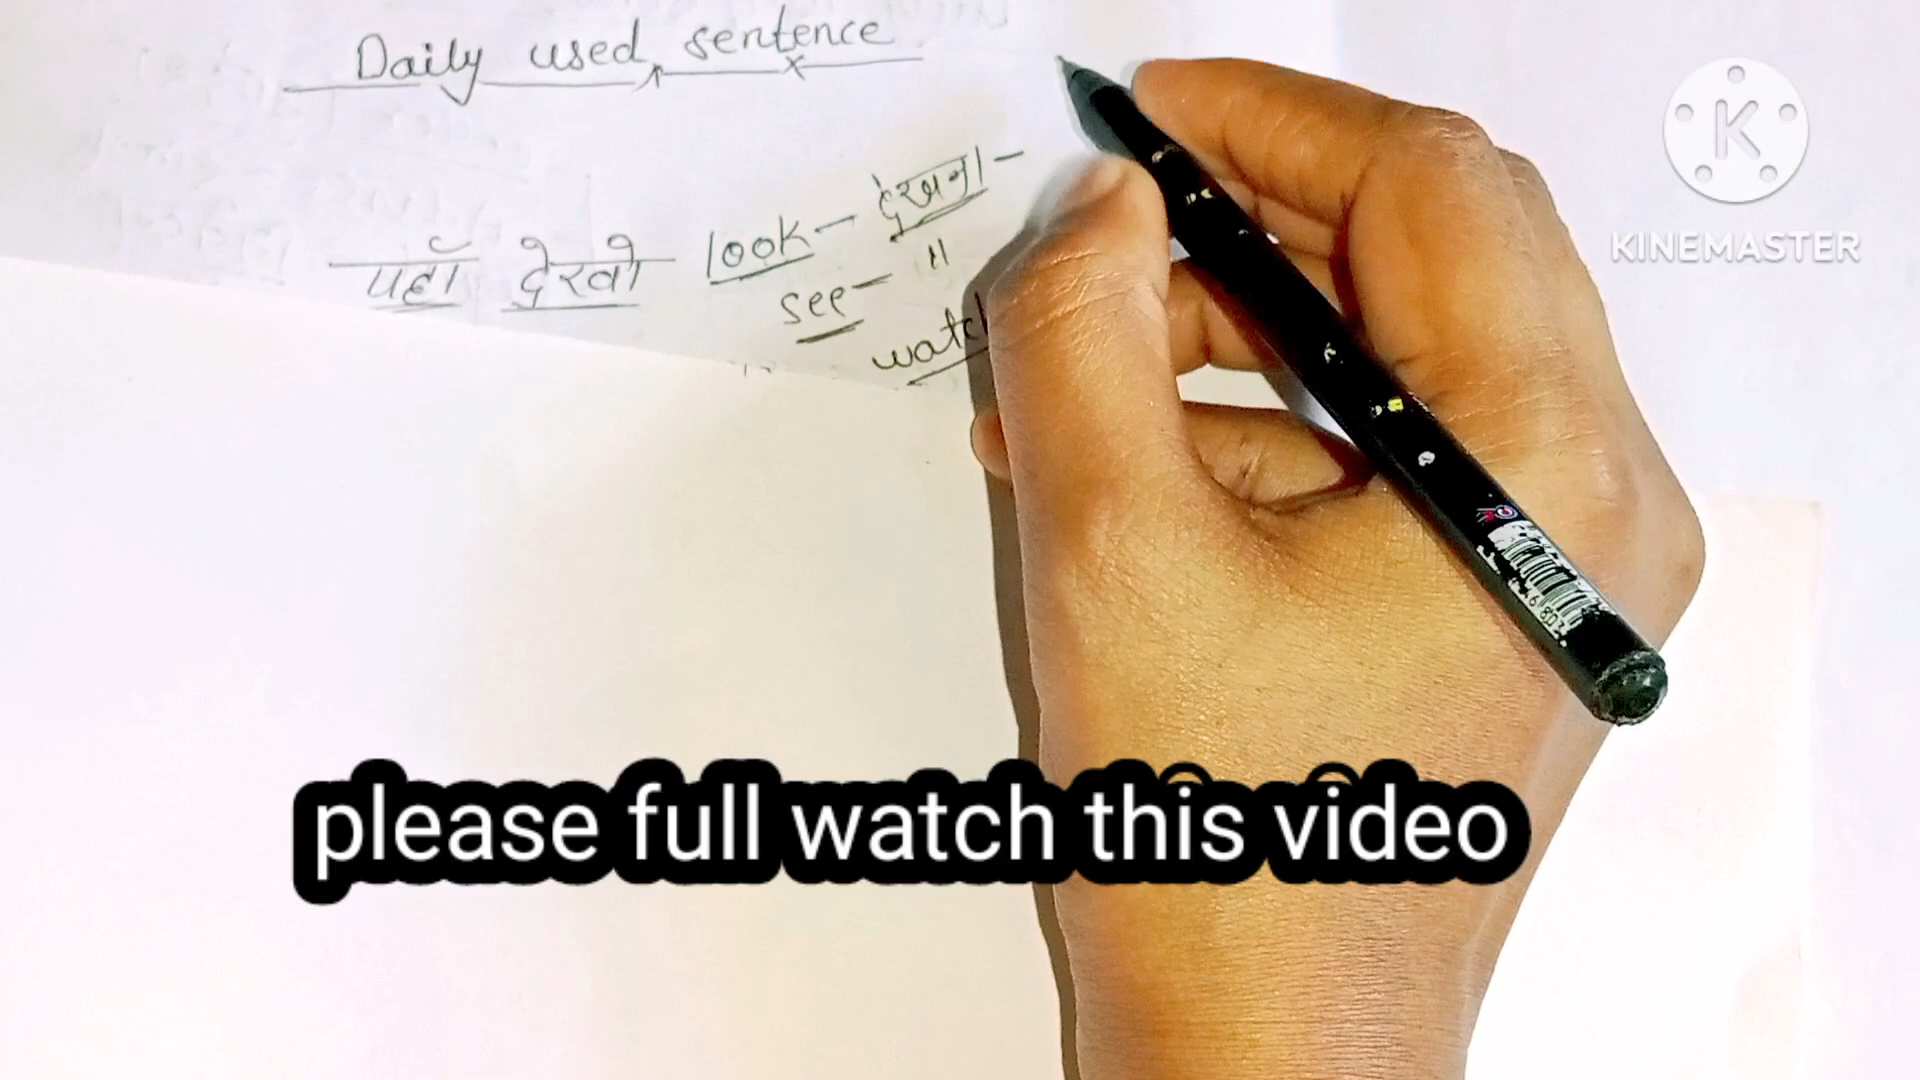 Daily used sentence
यहाँ देखो look - देखना -
see - "
watch
KINEMASTER
please full watch this video